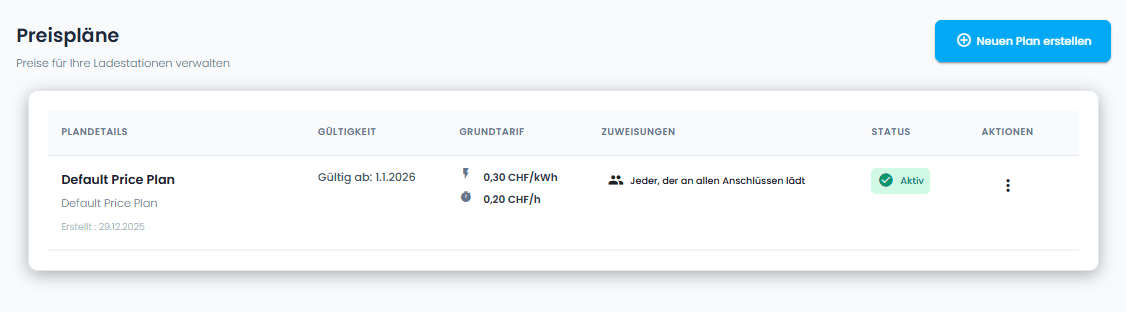 Preispläne
Neuen Plan erstellen
Preise für Ihre Ladestationen verwalten
PLANDETAILS GÜLTIGKEIT GRUNDTARIF ZUWEISUNGEN STATUS AKTIONEN
Default Price Plan Gültig ab: 1.1.2026 0,30 CHF/kWh Jeder, der an allen Anschlüssen lädt Aktiv
Default Price Plan 0,20 CHF/h
Erstellt : 29.12.2025